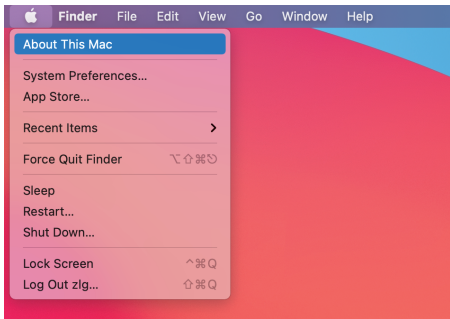 Finder File Edit View Go Window Help
About This Mac
System Preferences...
App Store...
Recent Items
Force Quit Finder ⌥⇧⌘⎋
Sleep
Restart...
Shut Down...
Lock Screen ^⌘Q
Log Out zlg... ⇧⌘Q